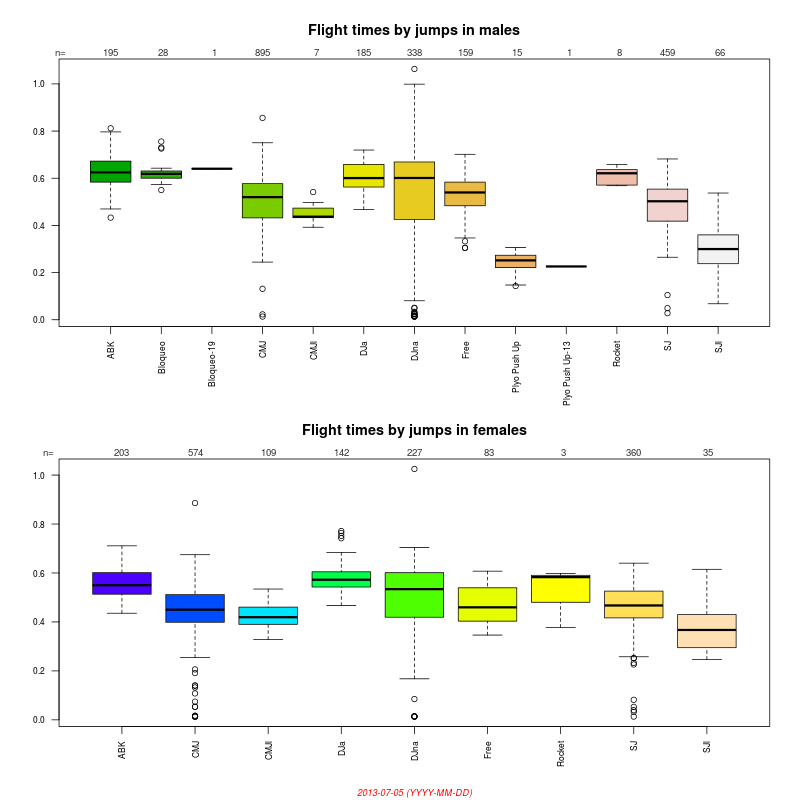 Flight times by jumps in males
n= 195 28 1 895 7 185 338 159 15 1 8 459 66
1.0
0.8
0.6
0.4
0.2
0.0
ABK Bloqueo Bloqueo-19 CMJ CMJl DJa DJna Free Plyo Push Up Plyo Push Up-13 Rocket SJ SJl
Flight times by jumps in females
n= 203 574 109 142 227 83 3 360 35
1.0
0.8
0.6
0.4
0.2
0.0
ABK CMJ CMJl DJa DJna Free Rocket SJ SJl
2013-07-05 (YYYY-MM-DD)